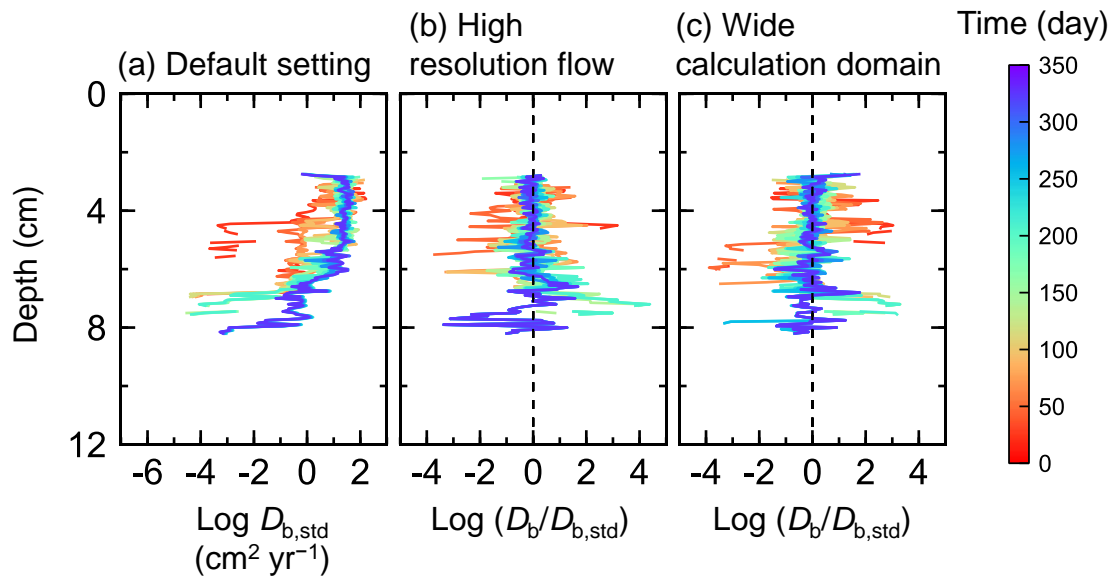 (b) High
(c) Wide
Time (day)
(a) Default setting
resolution flow
calculation domain
0
4
8
12
Depth (cm)
-6 -4 -2 0 2
-4 -2 0 2 4
-4 -2 0 2 4
Log D_b,std
(cm² yr⁻¹)
Log (D_b/D_b,std)
Log (D_b/D_b,std)
350
300
250
200
150
100
50
0